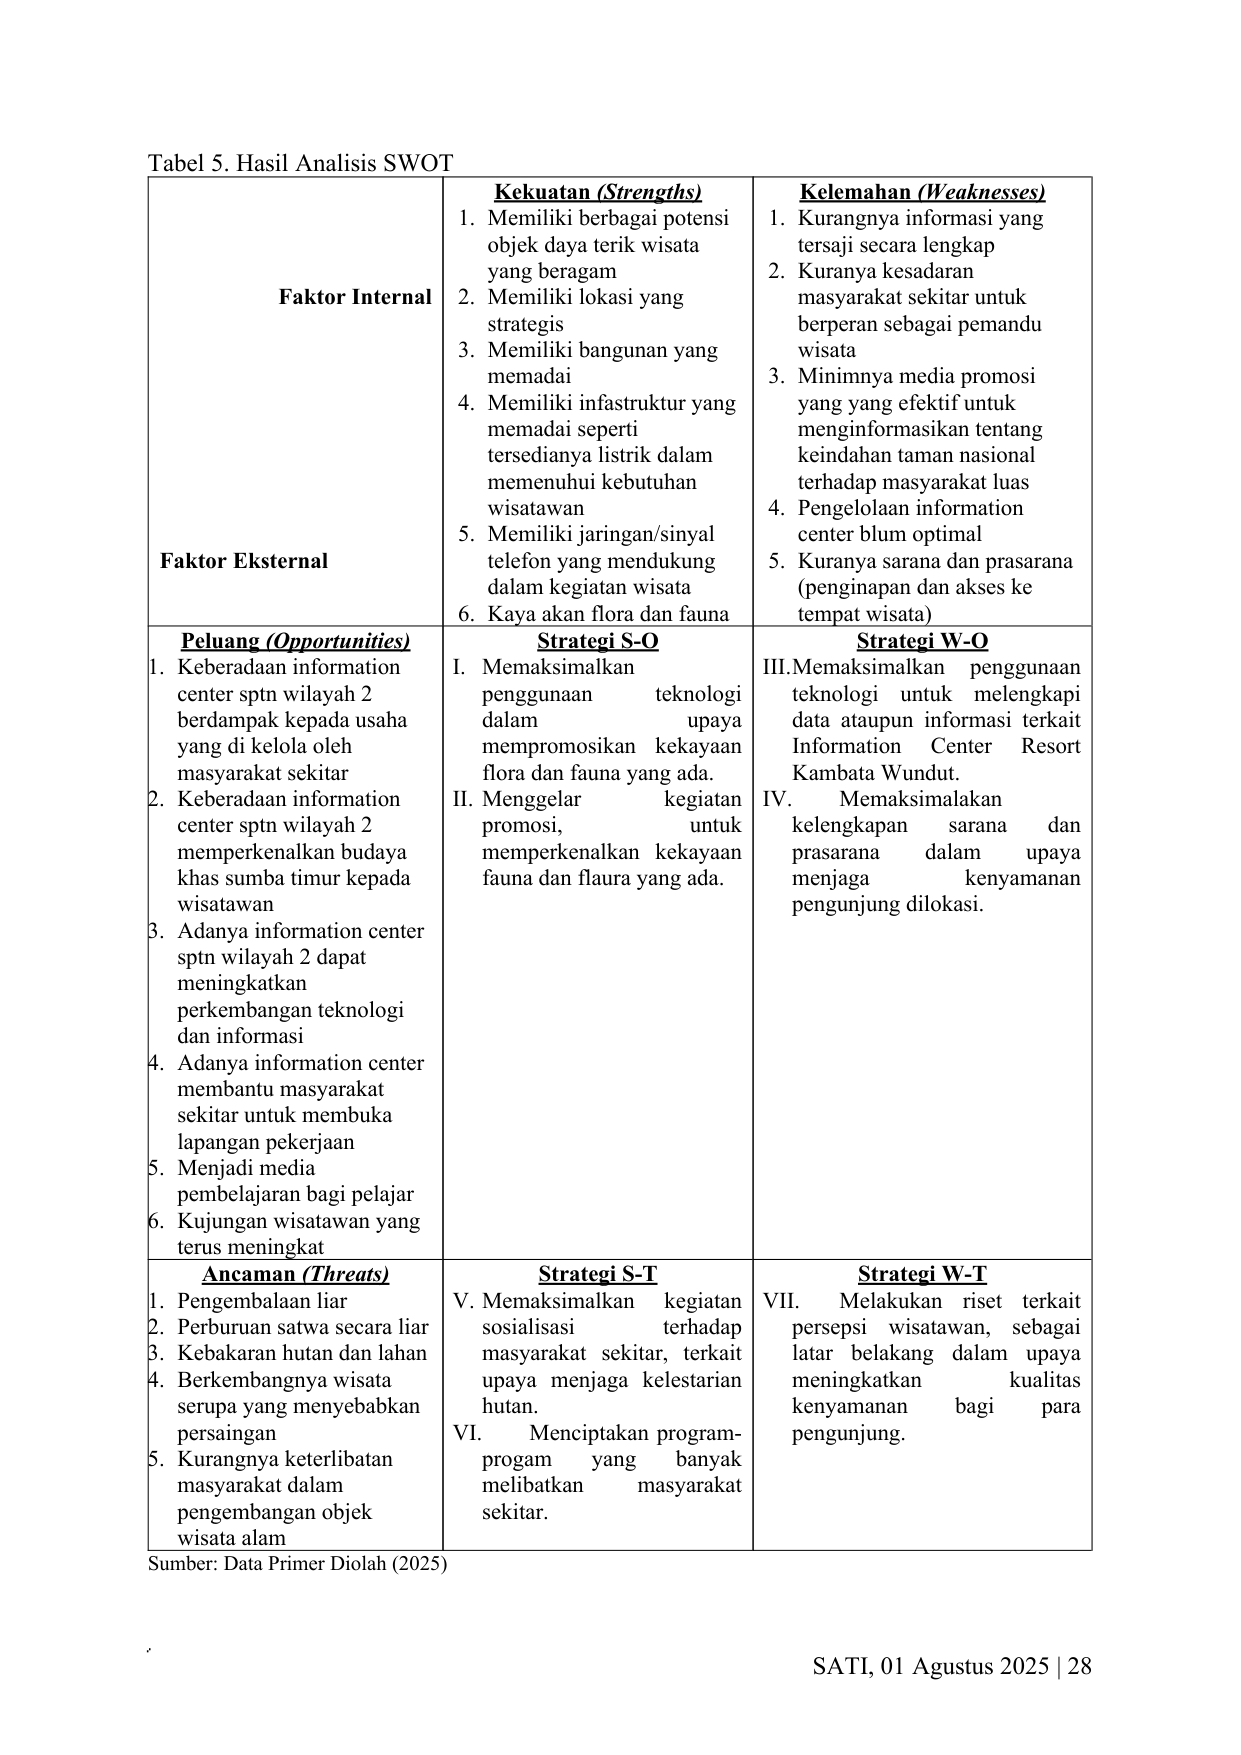 Tabel 5. Hasil Analisis SWOT
Faktor Internal
Faktor Eksternal
Kekuatan (Strengths)
1. Memiliki berbagai potensi
objek daya terik wisata
yang beragam
2. Memiliki lokasi yang
strategis
3. Memiliki bangunan yang
memadai
4. Memiliki infastruktur yang
memadai seperti
tersedianya listrik dalam
memenuhui kebutuhan
wisatawan
5. Memiliki jaringan/sinyal
telefon yang mendukung
dalam kegiatan wisata
6. Kaya akan flora dan fauna
Kelemahan (Weaknesses)
1. Kurangnya informasi yang
tersaji secara lengkap
2. Kuranya kesadaran
masyarakat sekitar untuk
berperan sebagai pemandu
wisata
3. Minimnya media promosi
yang yang efektif untuk
menginformasikan tentang
keindahan taman nasional
terhadap masyarakat luas
4. Pengelolaan information
center blum optimal
5. Kuranya sarana dan prasarana
(penginapan dan akses ke
tempat wisata)
Peluang (Opportunities)
1. Keberadaan information
center sptn wilayah 2
berdampak kepada usaha
yang di kelola oleh
masyarakat sekitar
2. Keberadaan information
center sptn wilayah 2
memperkenalkan budaya
khas sumba timur kepada
wisatawan
3. Adanya information center
sptn wilayah 2 dapat
meningkatkan
perkembangan teknologi
dan informasi
4. Adanya information center
membantu masyarakat
sekitar untuk membuka
lapangan pekerjaan
5. Menjadi media
pembelajaran bagi pelajar
6. Kujungan wisatawan yang
terus meningkat
Strategi S-O
I. Memaksimalkan
penggunaan teknologi
dalam upaya
mempromosikan kekayaan
flora dan fauna yang ada.
II. Menggelar kegiatan
promosi, untuk
memperkenalkan kekayaan
fauna dan flaura yang ada.
Strategi W-O
III.Memaksimalkan penggunaan
teknologi untuk melengkapi
data ataupun informasi terkait
Information Center Resort
Kambata Wundut.
IV. Memaksimalakan
kelengkapan sarana dan
prasarana dalam upaya
menjaga kenyamanan
pengunjung dilokasi.
Ancaman (Threats)
1. Pengembalaan liar
2. Perburuan satwa secara liar
3. Kebakaran hutan dan lahan
4. Berkembangnya wisata
serupa yang menyebabkan
persaingan
5. Kurangnya keterlibatan
masyarakat dalam
pengembangan objek
wisata alam
Strategi S-T
V. Memaksimalkan kegiatan
sosialisasi terhadap
masyarakat sekitar, terkait
upaya menjaga kelestarian
hutan.
VI. Menciptakan program-
progam yang banyak
melibatkan masyarakat
sekitar.
Strategi W-T
VII. Melakukan riset terkait
persepsi wisatawan, sebagai
latar belakang dalam upaya
meningkatkan kualitas
kenyamanan bagi para
pengunjung.
Sumber: Data Primer Diolah (2025)
SATI, 01 Agustus 2025 | 28